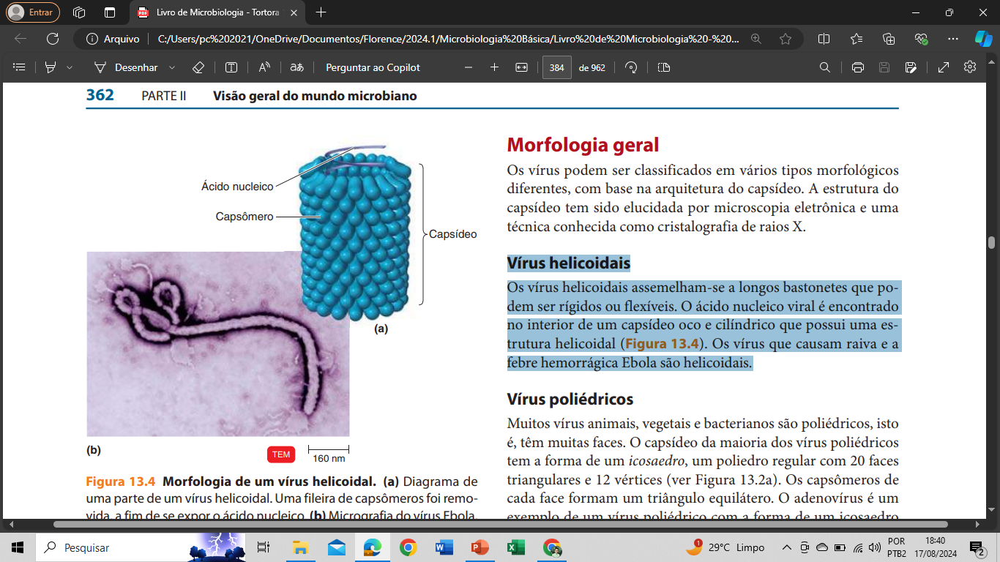 Entrar
Livro de Microbiologia - Tortora
Arquivo
C:/Users/pc%202021/OneDrive/Documentos/Florence/2024.1/Microbiologia%20Básica/Livro%20de%20Microbiologia%20-%20...
Desenhar
Perguntar ao Copilot
384
de 962
362 PARTE II Visão geral do mundo microbiano
Ácido nucleico
Capsômero
Capsídeo
(a)
(b)
TEM
160 nm
Figura 13.4 Morfologia de um vírus helicoidal. (a) Diagrama de
uma parte de um vírus helicoidal. Uma fileira de capsômeros foi remo-
vida, a fim de se expor o ácido nucleico. (b) Micrografia do vírus Ebola,
Morfologia geral
Os vírus podem ser classificados em vários tipos morfológicos
diferentes, com base na arquitetura do capsídeo. A estrutura do
capsídeo tem sido elucidada por microscopia eletrônica e uma
técnica conhecida como cristalografia de raios X.
Vírus helicoidais
Os vírus helicoidais assemelham-se a longos bastonetes que po-
dem ser rígidos ou flexíveis. O ácido nucleico viral é encontrado
no interior de um capsídeo oco e cilíndrico que possui uma es-
trutura helicoidal (Figura 13.4). Os vírus que causam raiva e a
febre hemorrágica Ebola são helicoidais.
Vírus poliédricos
Muitos vírus animais, vegetais e bacterianos são poliédricos, isto
é, têm muitas faces. O capsídeo da maioria dos vírus poliédricos
tem a forma de um icosaedro, um poliedro regular com 20 faces
triangulares e 12 vértices (ver Figura 13.2a). Os capsômeros de
cada face formam um triângulo equilátero. O adenovírus é um
exemplo de um vírus poliédrico com a forma de um icosaedro
Pesquisar
1
29°C Limpo
POR
PTB2
18:40
17/08/2024
2